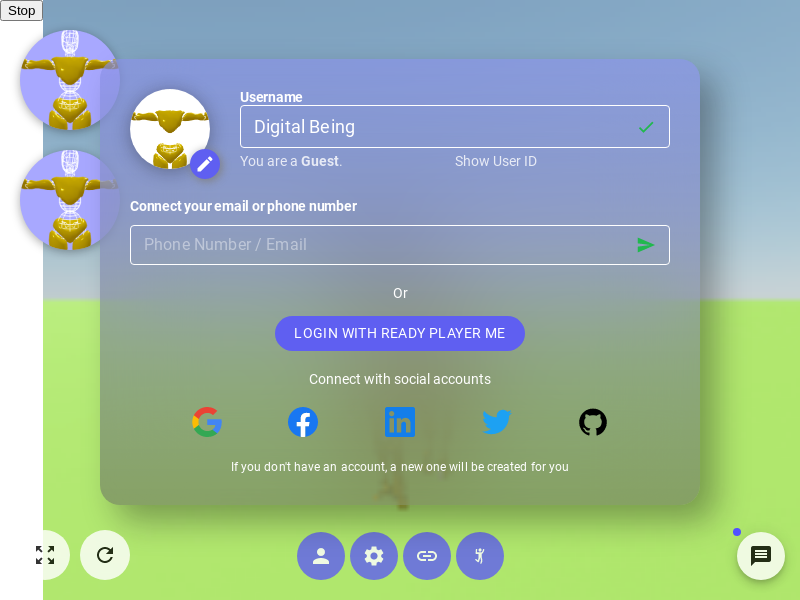 Stop
Username
Digital Being
You are a Guest.
Show User ID
Connect your email or phone number
Phone Number / Email
Or
LOGIN WITH READY PLAYER ME
Connect with social accounts
If you don't have an account, a new one will be created for you